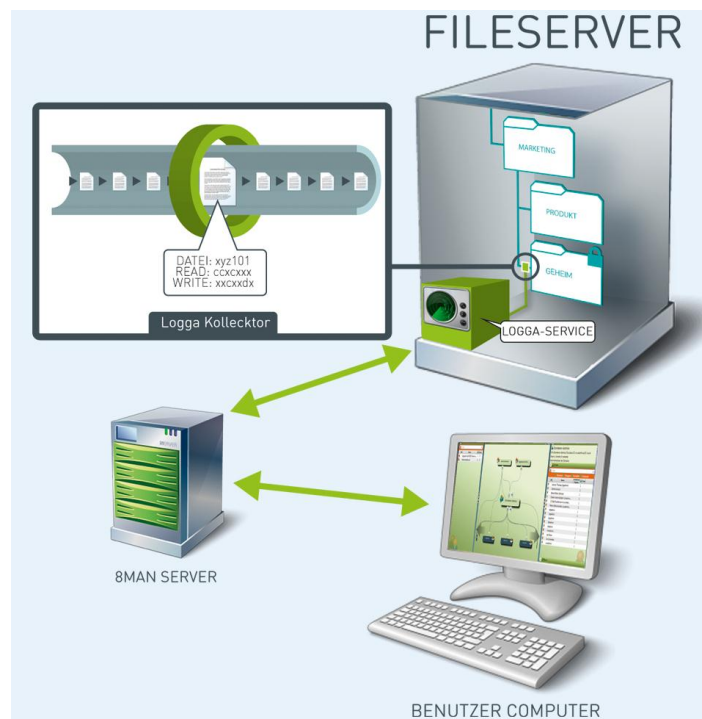 FILESERVER
MARKETING
PRODUKT
GEHEIM
DATEI: xyz101
READ: ccxcxxx
WRITE: xxcxxdx
Logga Kollecktor
LOGGA-SERVICE
8MAN SERVER
BENUTZER COMPUTER